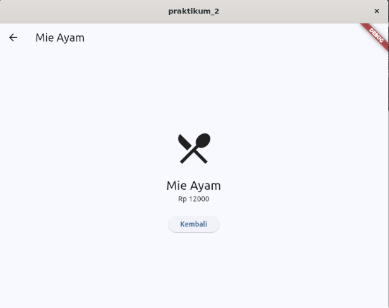 praktikum_2
Mie Ayam
DEBUG
Mie Ayam
Rp 12000
Kembali